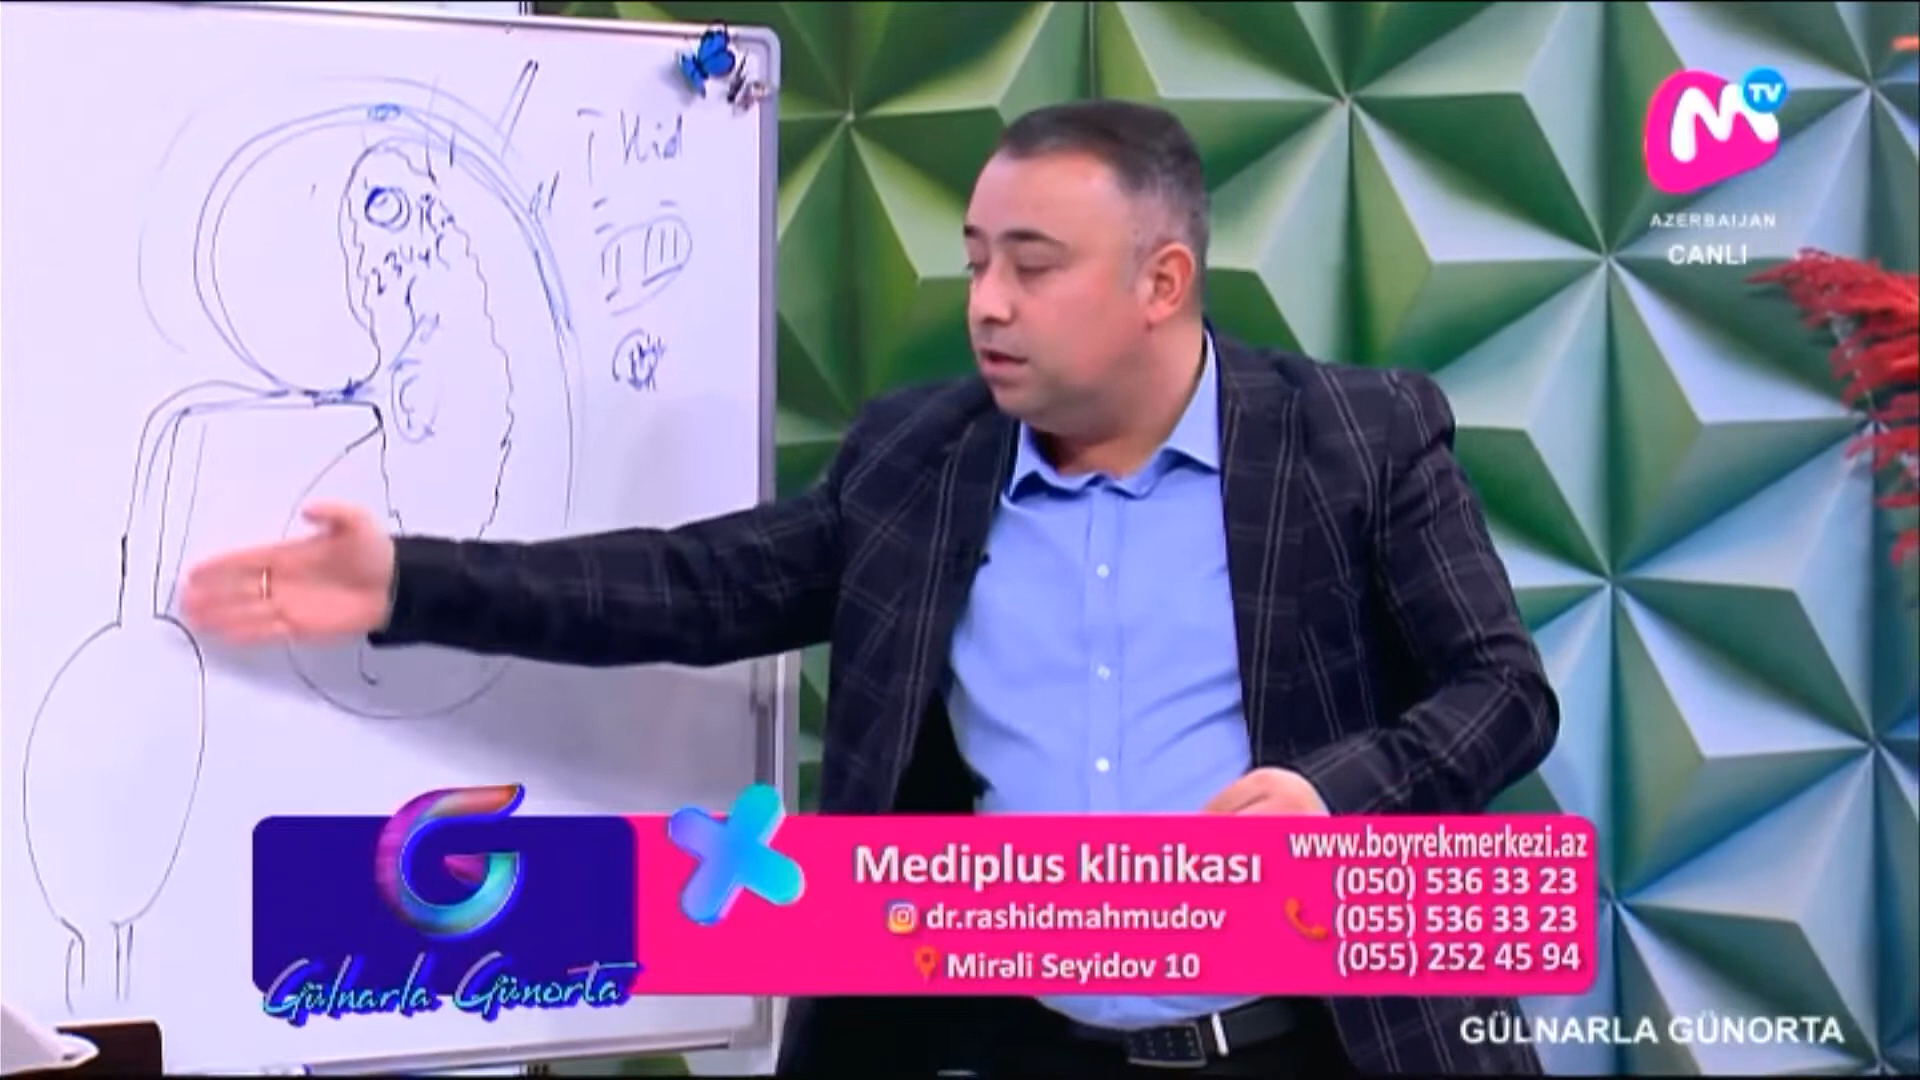 Kid
M TV
AZERBAIJAN
CANLI
Mediplus klinikası
dr.rashidmahmudov
Mirəli Seyidov 10
www.boyrekmerkezi.az
(050) 536 33 23
(055) 536 33 23
(055) 252 45 94
G
Gülnarla Günorta
GÜLNARLA GÜNORTA